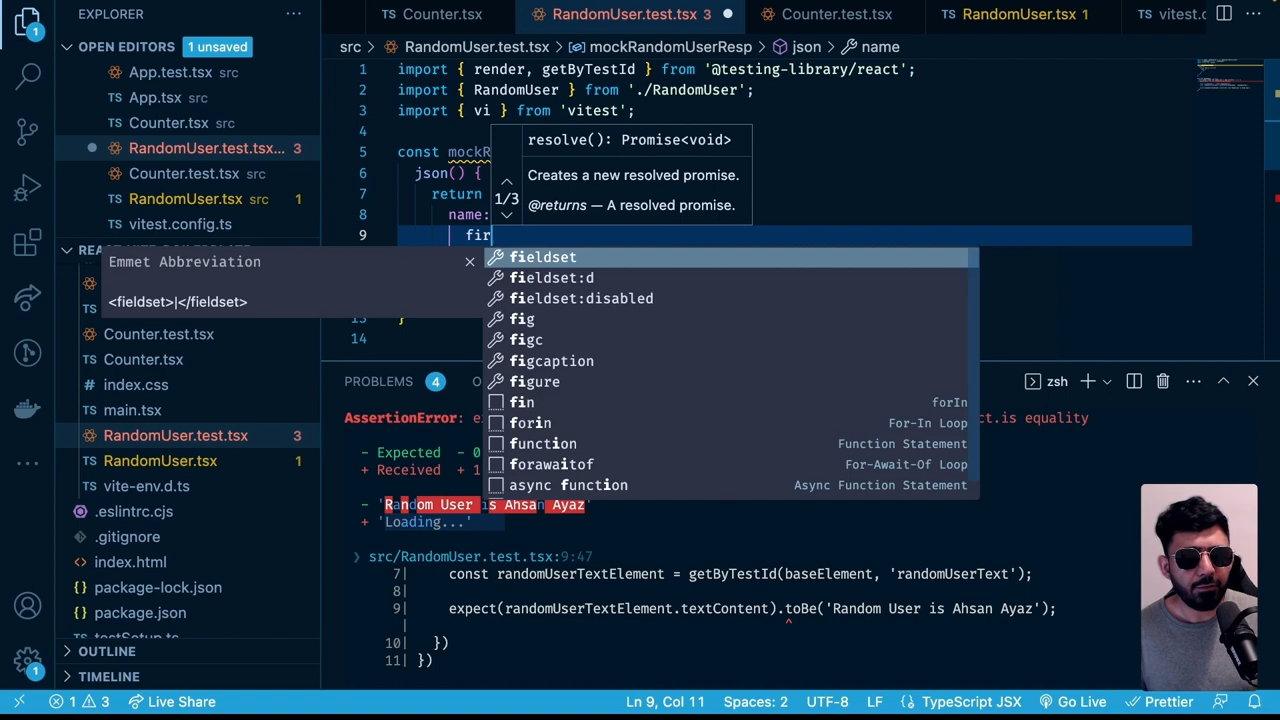 EXPLORER
Counter.tsx
RandomUser.test.tsx 3
Counter.test.tsx
RandomUser.tsx 1
OPEN EDITORS
1 unsaved
src > RandomUser.test.tsx > mockRandomUserResp > json > name
App.test.tsx src
TS App.tsx src
TS Counter.tsx src
RandomUser.test.tsx... 3
Counter.test.tsx src
TS RandomUser.tsx src 1
TS vitest.config.ts
1 import { render, getByTestId } from '@testing-library/react';
2 import { RandomUser } from './RandomUser';
3 import { vi } from 'vitest';
4
5 const mockR
6 json() {
7 return
8 name:
9 fir
14
resolve(): Promise<void>
Creates a new resolved promise.
1/3
@returns — A resolved promise.
Emmet Abbreviation
<fieldset>|</fieldset>
fieldset
fieldset:d
fieldset:disabled
fig
figc
figcaption
figure
fin forIn
forin For-In Loop
function Function Statement
forawaitof For-Await-Of Loop
async function Async Function Statement
Counter.test.tsx
TS Counter.tsx
index.css
TS main.tsx
RandomUser.test.tsx 3
TS RandomUser.tsx 1
TS vite-env.d.ts
.eslintrc.cjs
.gitignore
index.html
package-lock.json
package.json
OUTLINE
TIMELINE
PROBLEMS 4
zsh
AssertionError:
ct.is equality
- Expected - 0
+ Received + 1
- 'Random User is Ahsan Ayaz'
+ 'Loading...'
❯ src/RandomUser.test.tsx:9:47
7| const randomUserTextElement = getByTestId(baseElement, 'randomUserText');
8|
9| expect(randomUserTextElement.textContent).toBe('Random User is Ahsan Ayaz');
| ^
10| })
11| })
1 3 Live Share
Ln 9, Col 11
Spaces: 2
UTF-8
LF
TypeScript JSX
Go Live
Prettier